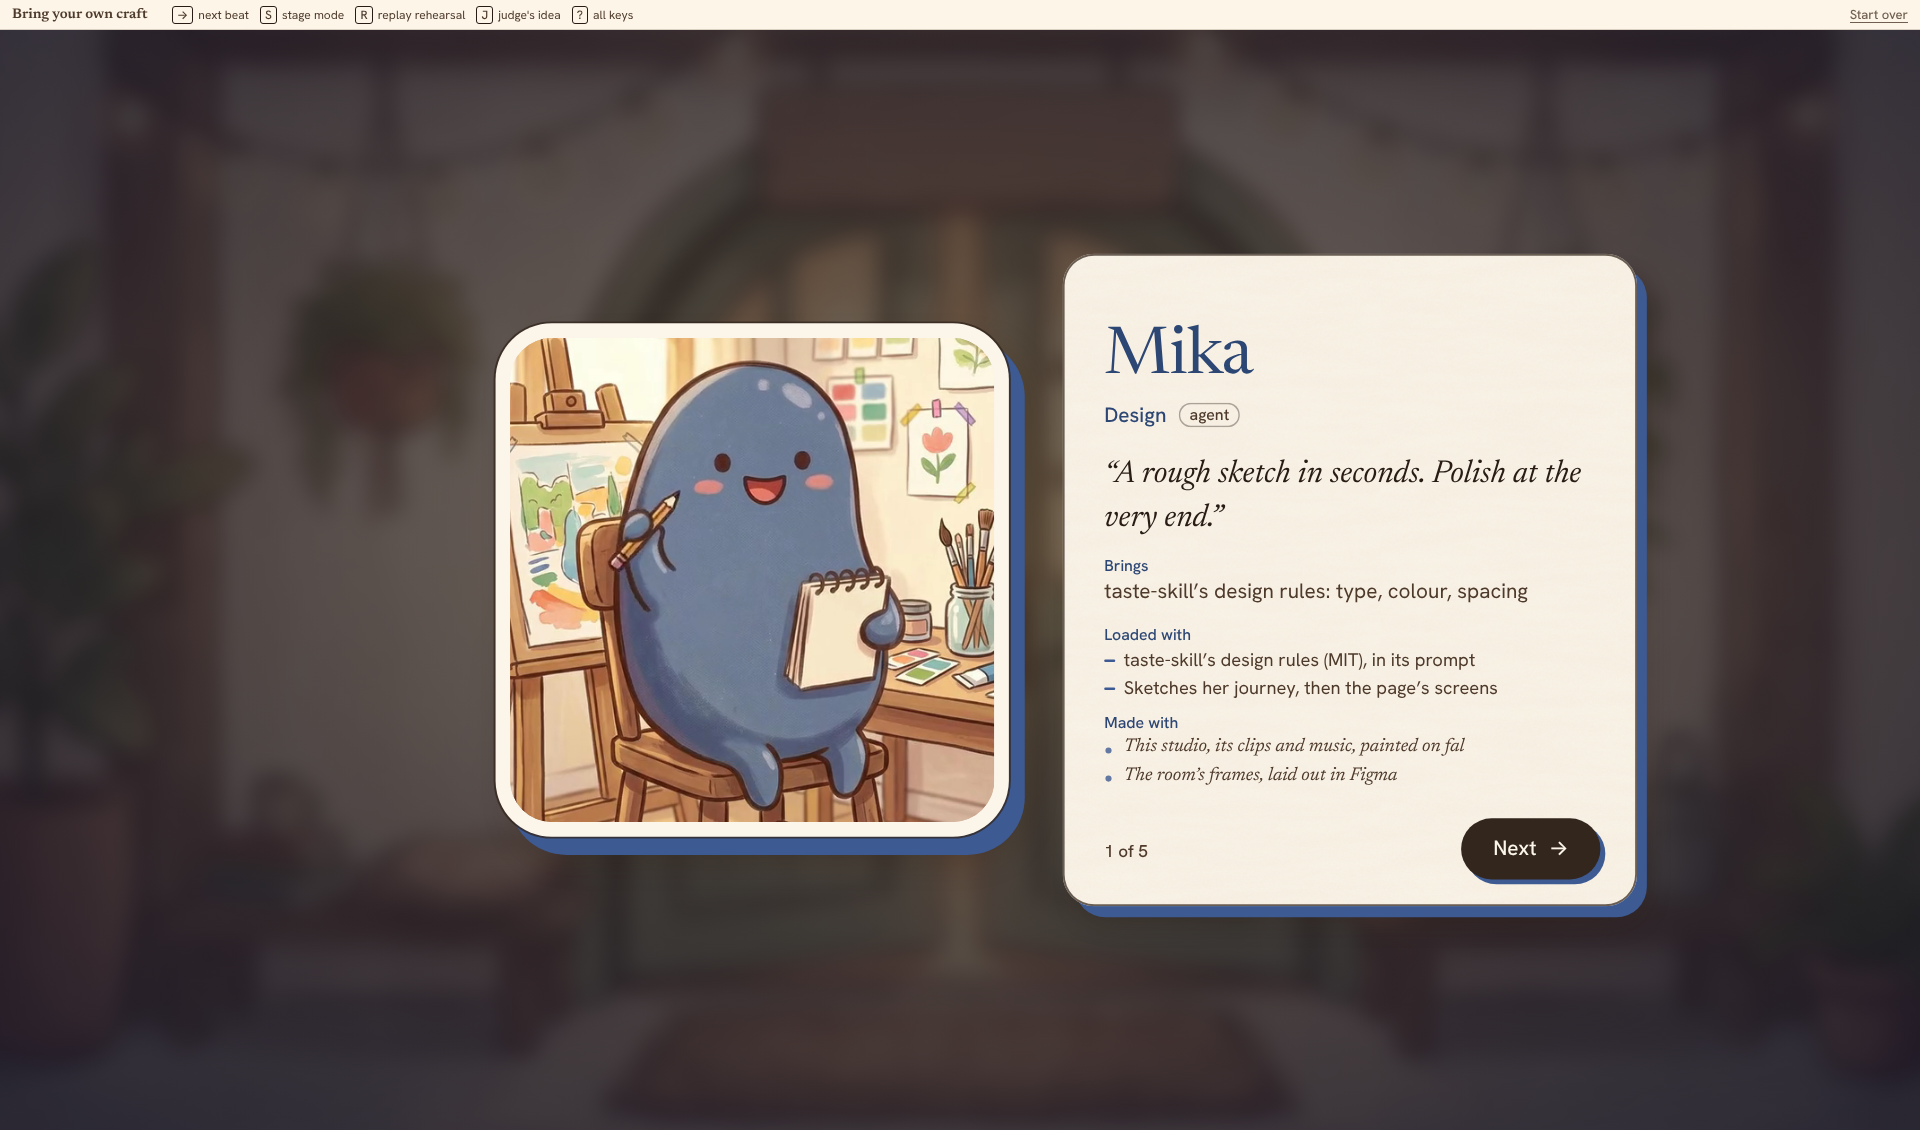 Bring your own craft
→ next beat S stage mode R replay rehearsal J judge's idea ? all keys
Start over
Mika
Design agent
“A rough sketch in seconds. Polish at the
very end.”
Brings
taste-skill’s design rules: type, colour, spacing
Loaded with
– taste-skill’s design rules (MIT), in its prompt
– Sketches her journey, then the page’s screens
Made with
• This studio, its clips and music, painted on fal
• The room’s frames, laid out in Figma
1 of 5
Next →